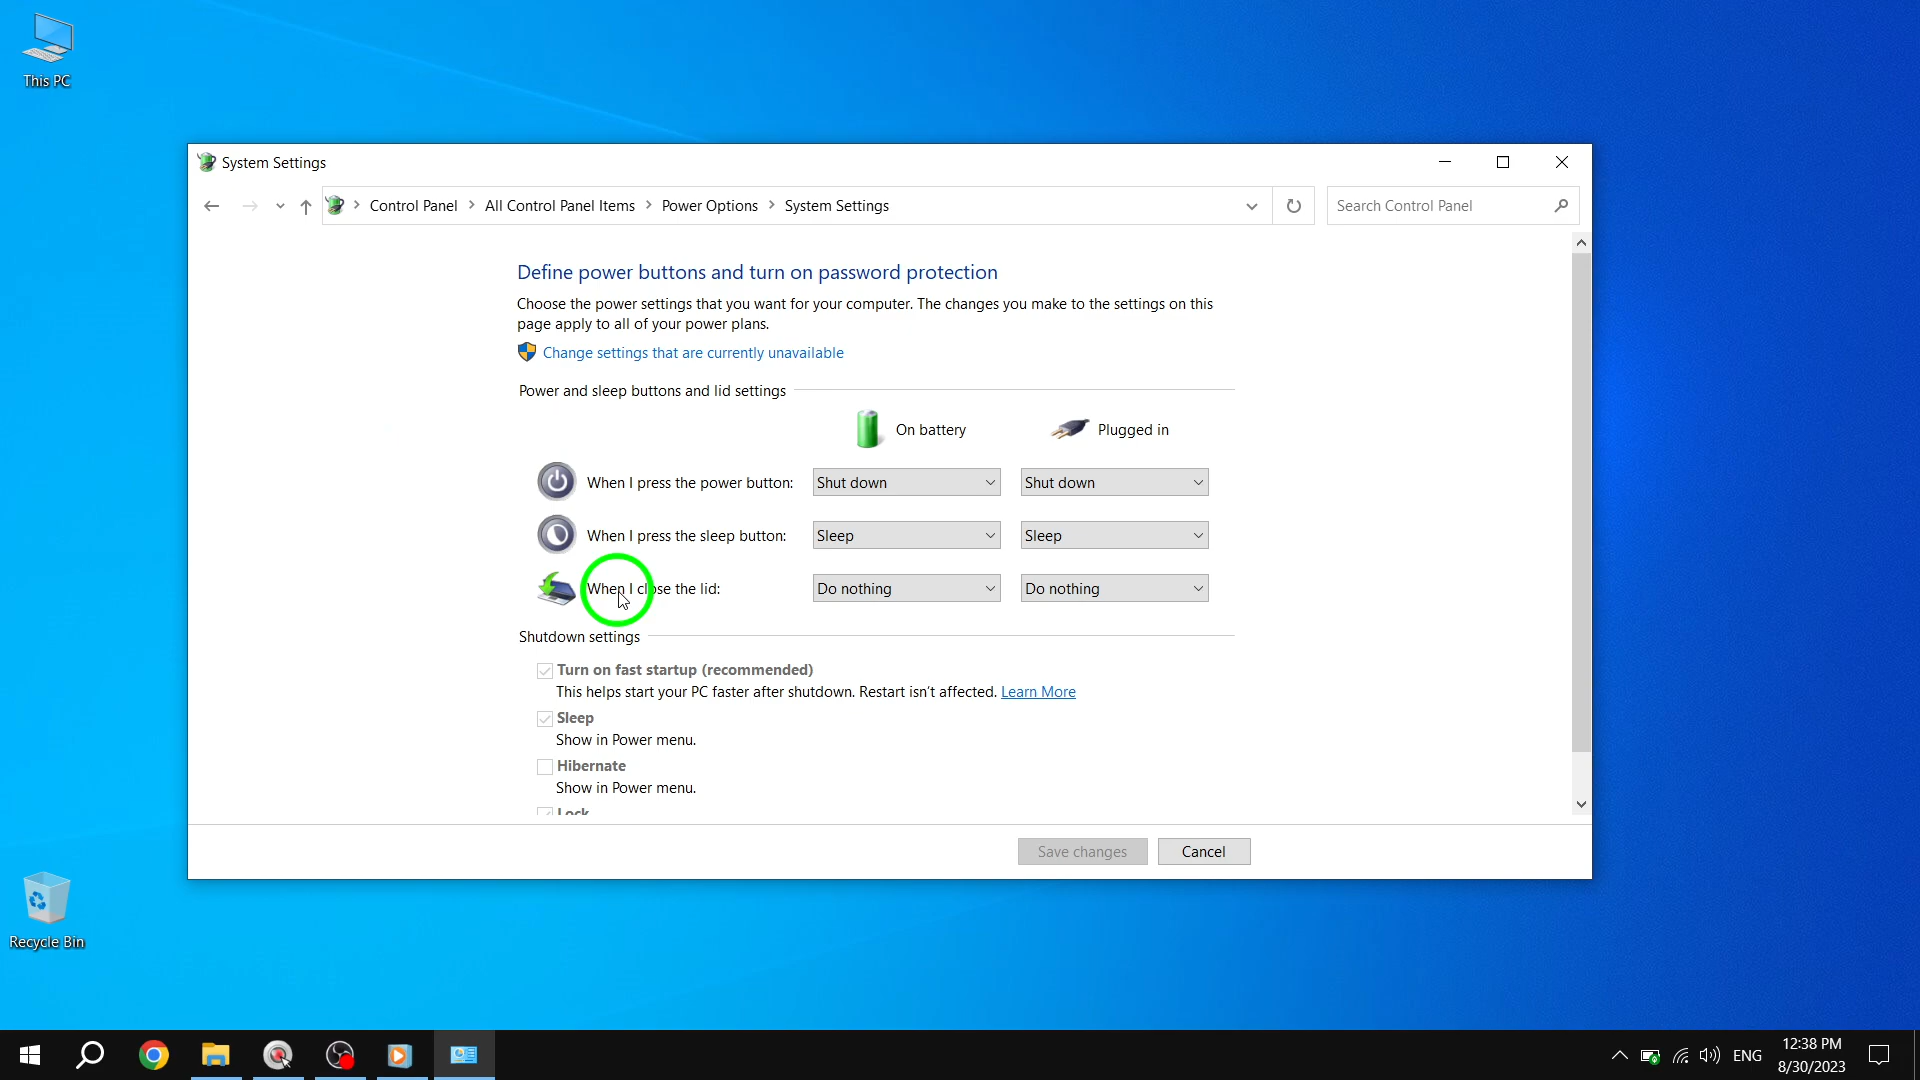 This PC
System Settings
Control Panel
All Control Panel Items
Power Options
System Settings
Search Control Panel
Define power buttons and turn on password protection
Choose the power settings that you want for your computer. The changes you make to the settings on this
page apply to all of your power plans.
Change settings that are currently unavailable
Power and sleep buttons and lid settings
On battery
Plugged in
When I press the power button:
Shut down
Shut down
When I press the sleep button:
Sleep
Sleep
When I close the lid:
Do nothing
Do nothing
Shutdown settings
Turn on fast startup (recommended)
This helps start your PC faster after shutdown. Restart isn't affected. Learn More
Sleep
Show in Power menu.
Hibernate
Show in Power menu.
Lock
Save changes
Cancel
Recycle Bin
ENG
12:38 PM
8/30/2023